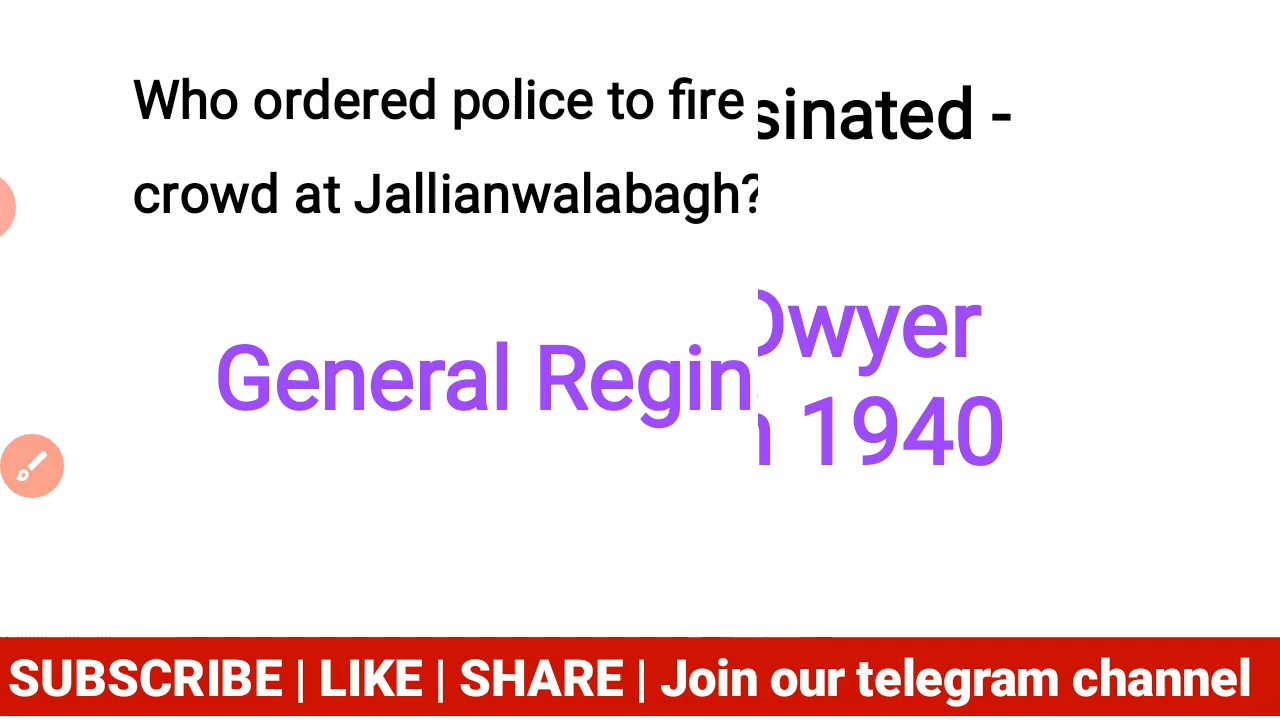 Who ordered police to fire
crowd at Jallianwalabagh?
sinated -
General Regin
Dwyer
1940
SUBSCRIBE | LIKE | SHARE | Join our telegram channel